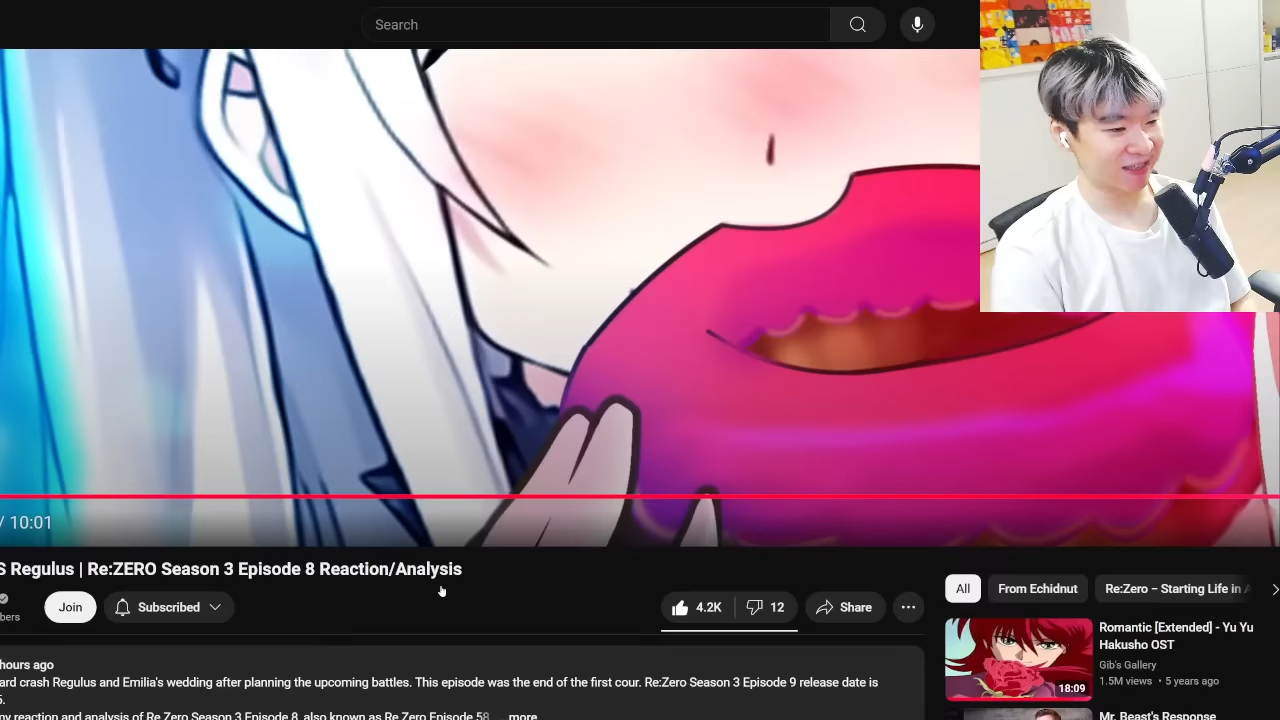 Search
/ 10:01
S Regulus | Re:ZERO Season 3 Episode 8 Reaction/Analysis
bers
Join
Subscribed
4.2K
12
Share
All
From Echidnut
Re:Zero − Starting Life in A
hours ago
ard crash Regulus and Emilia's wedding after planning the upcoming battles. This episode was the end of the first cour. Re:Zero Season 3 Episode 9 release date is
5.
my reaction and analysis of Re Zero Season 3 Episode 8, also known as Re Zero Episode 58 ...more
Romantic [Extended] - Yu Yu
Hakusho OST
Gib's Gallery
1.5M views • 5 years ago
18:09
Mr. Beast's Response